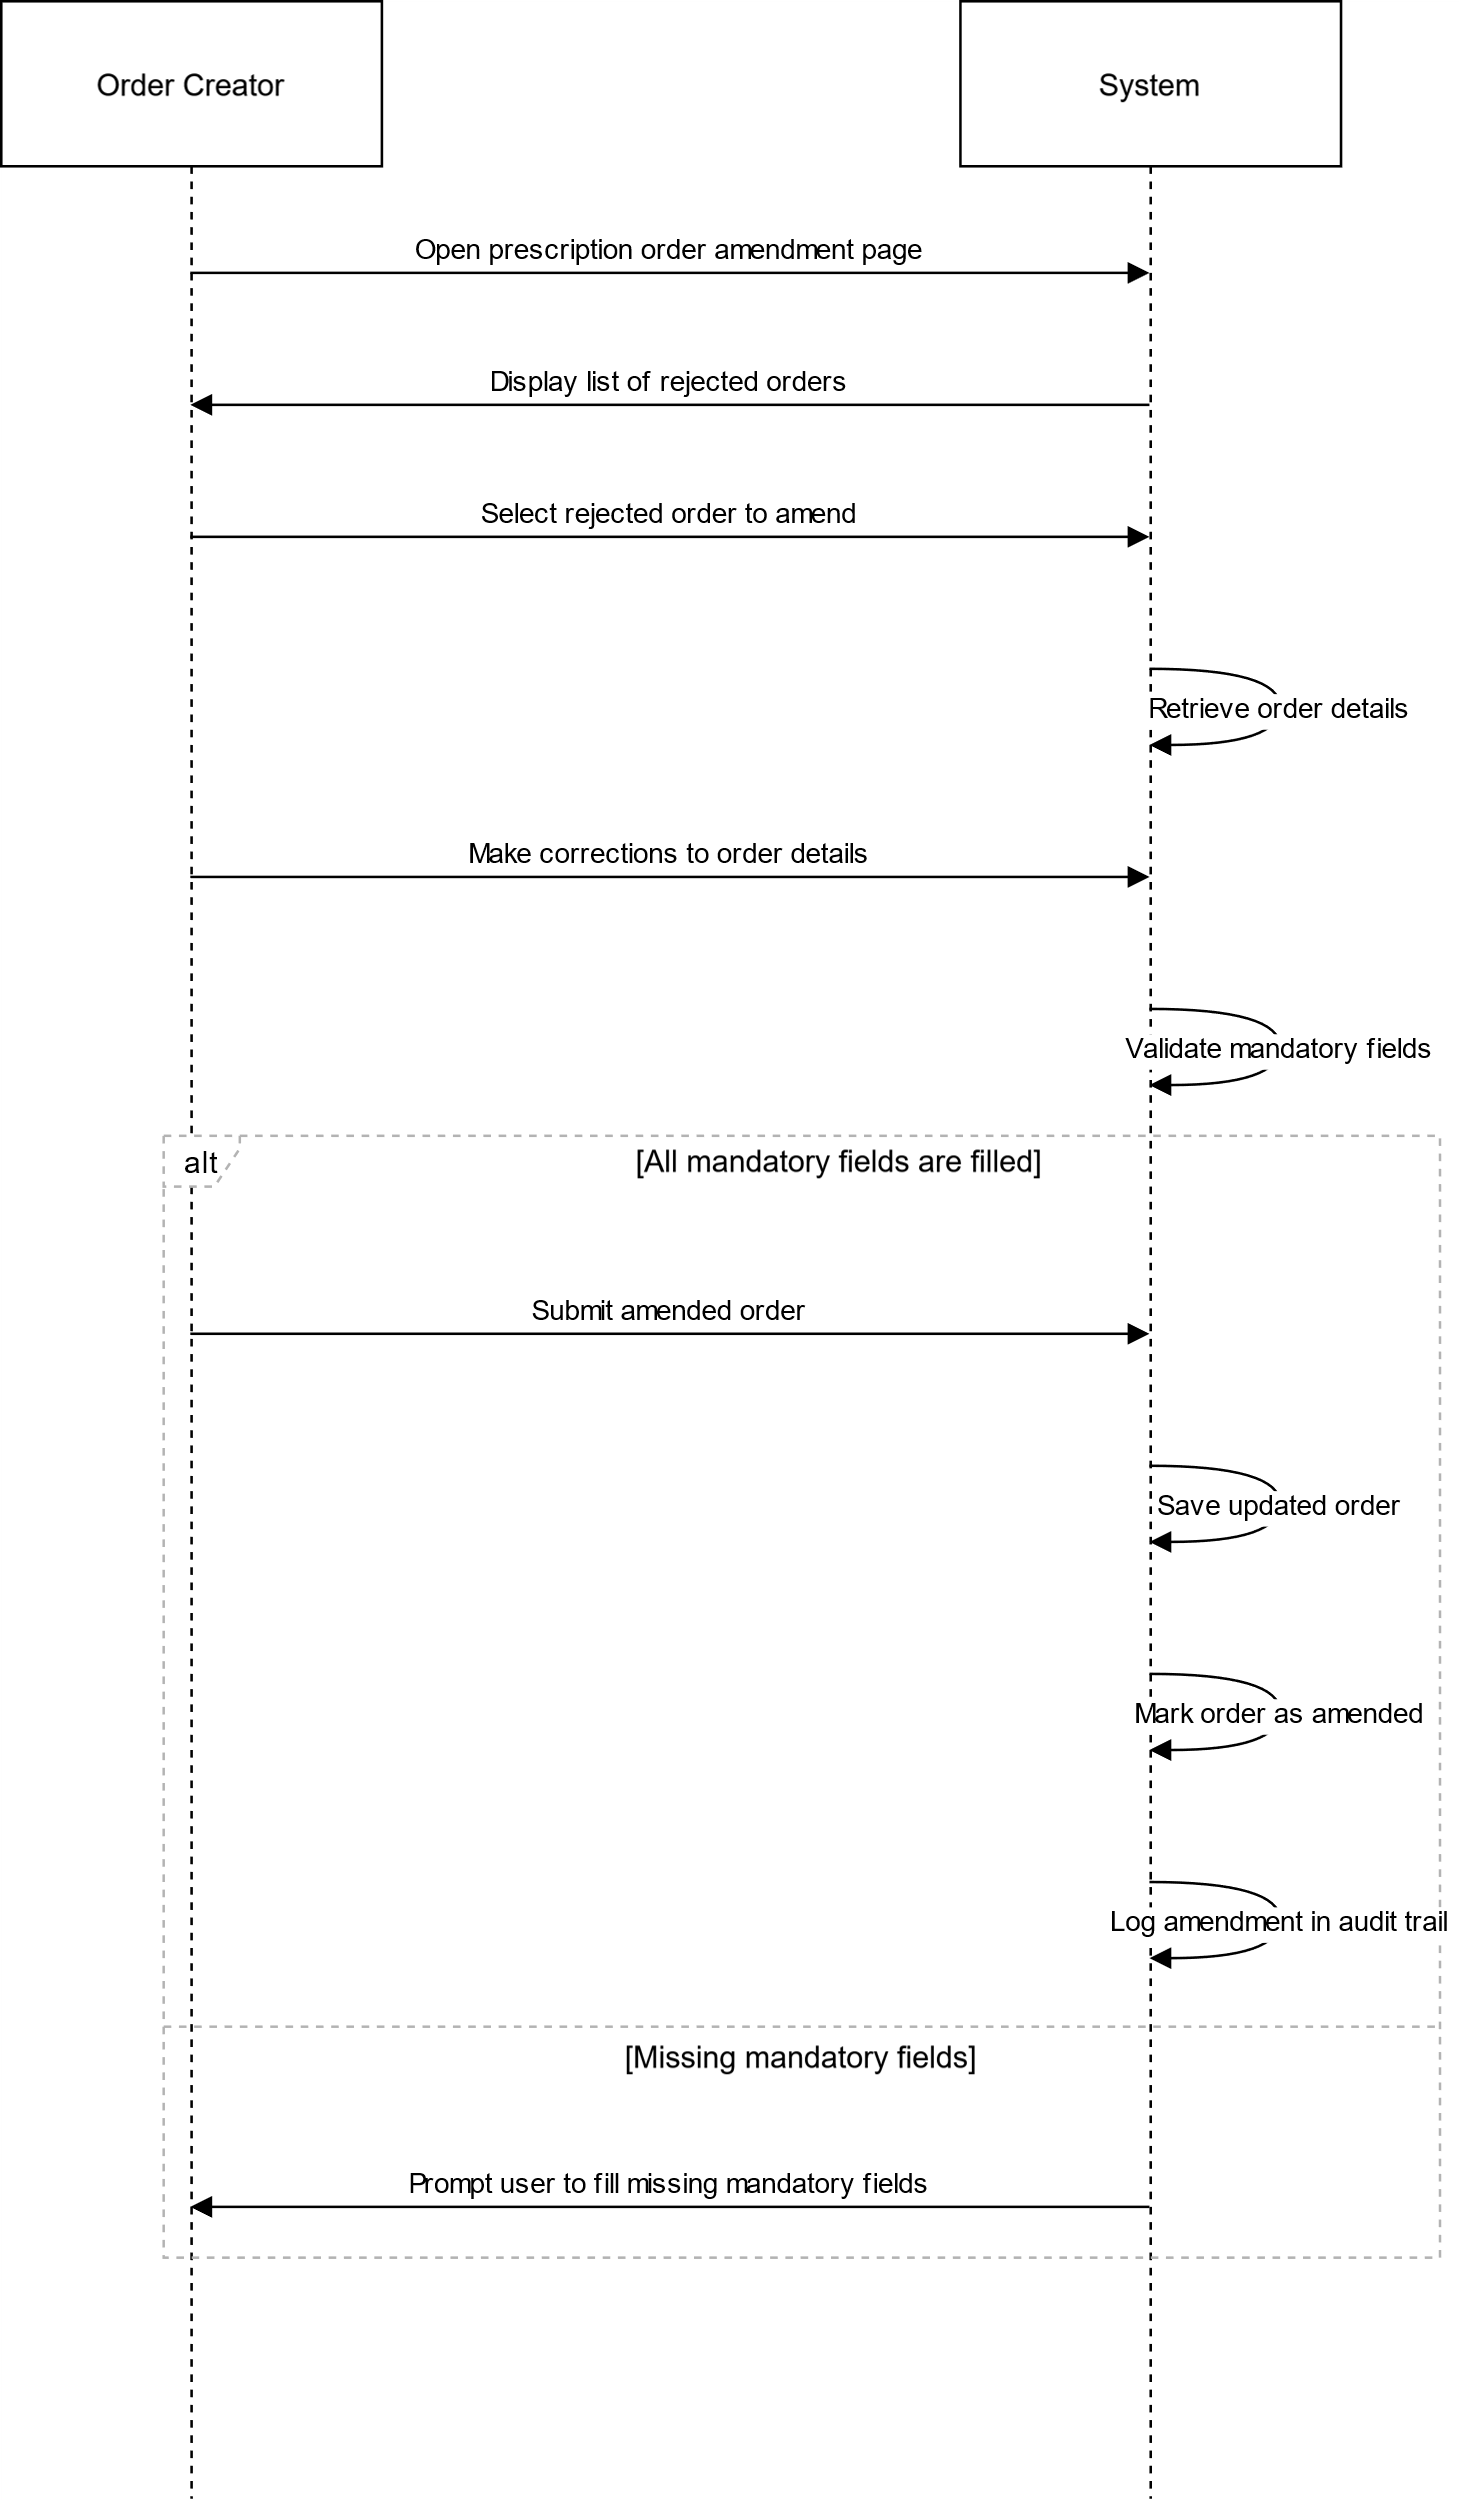 Order Creator
System
Open prescription order amendment page
Display list of rejected orders
Select rejected order to amend
Retrieve order details
Make corrections to order details
Validate mandatory fields
alt
[All mandatory fields are filled]
Submit amended order
Save updated order
Mark order as amended
Log amendment in audit trail
[Missing mandatory fields]
Prompt user to fill missing mandatory fields